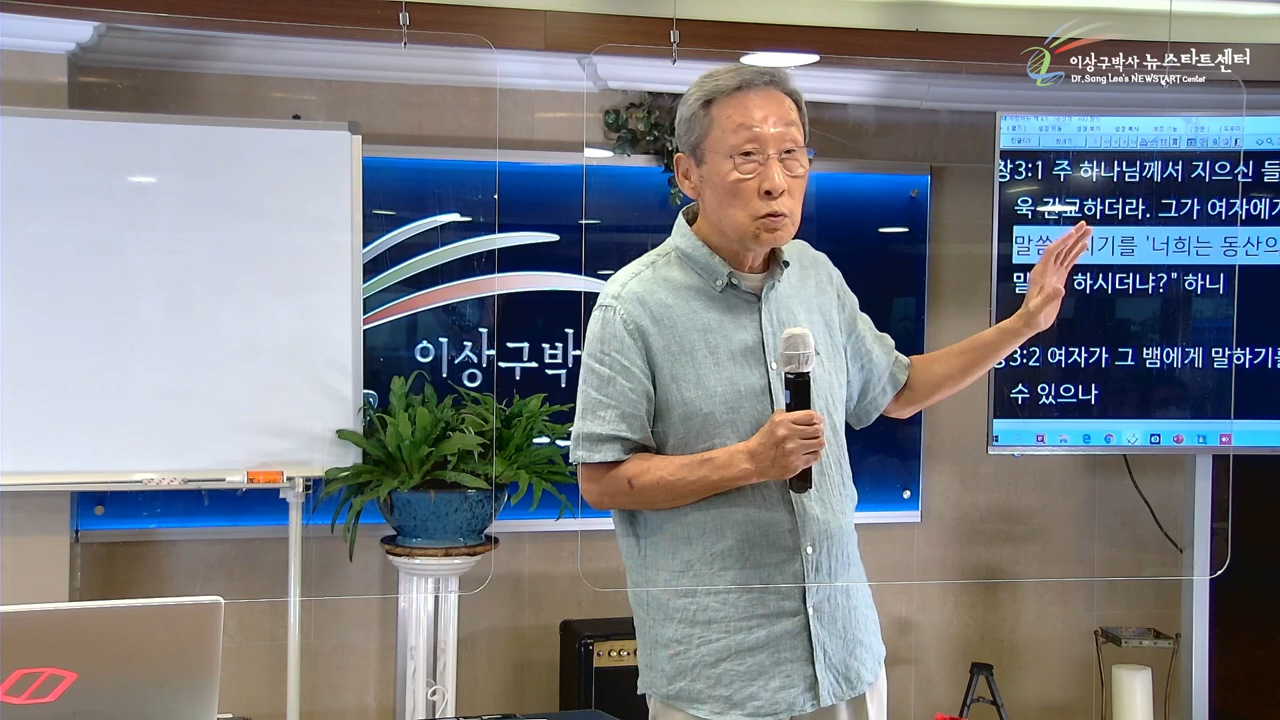 이상구박사 뉴스타트센터
Dr.Sang Lee's NEWSTART Center
창3:1 주 하나님께서 지으신 들
욱 간교하더라. 그가 여자에게
시기를 '너희는 동산의
하시더냐?" 하니
3:2 여자가 그 뱀에게 말하기를
수 있으나
이상구박